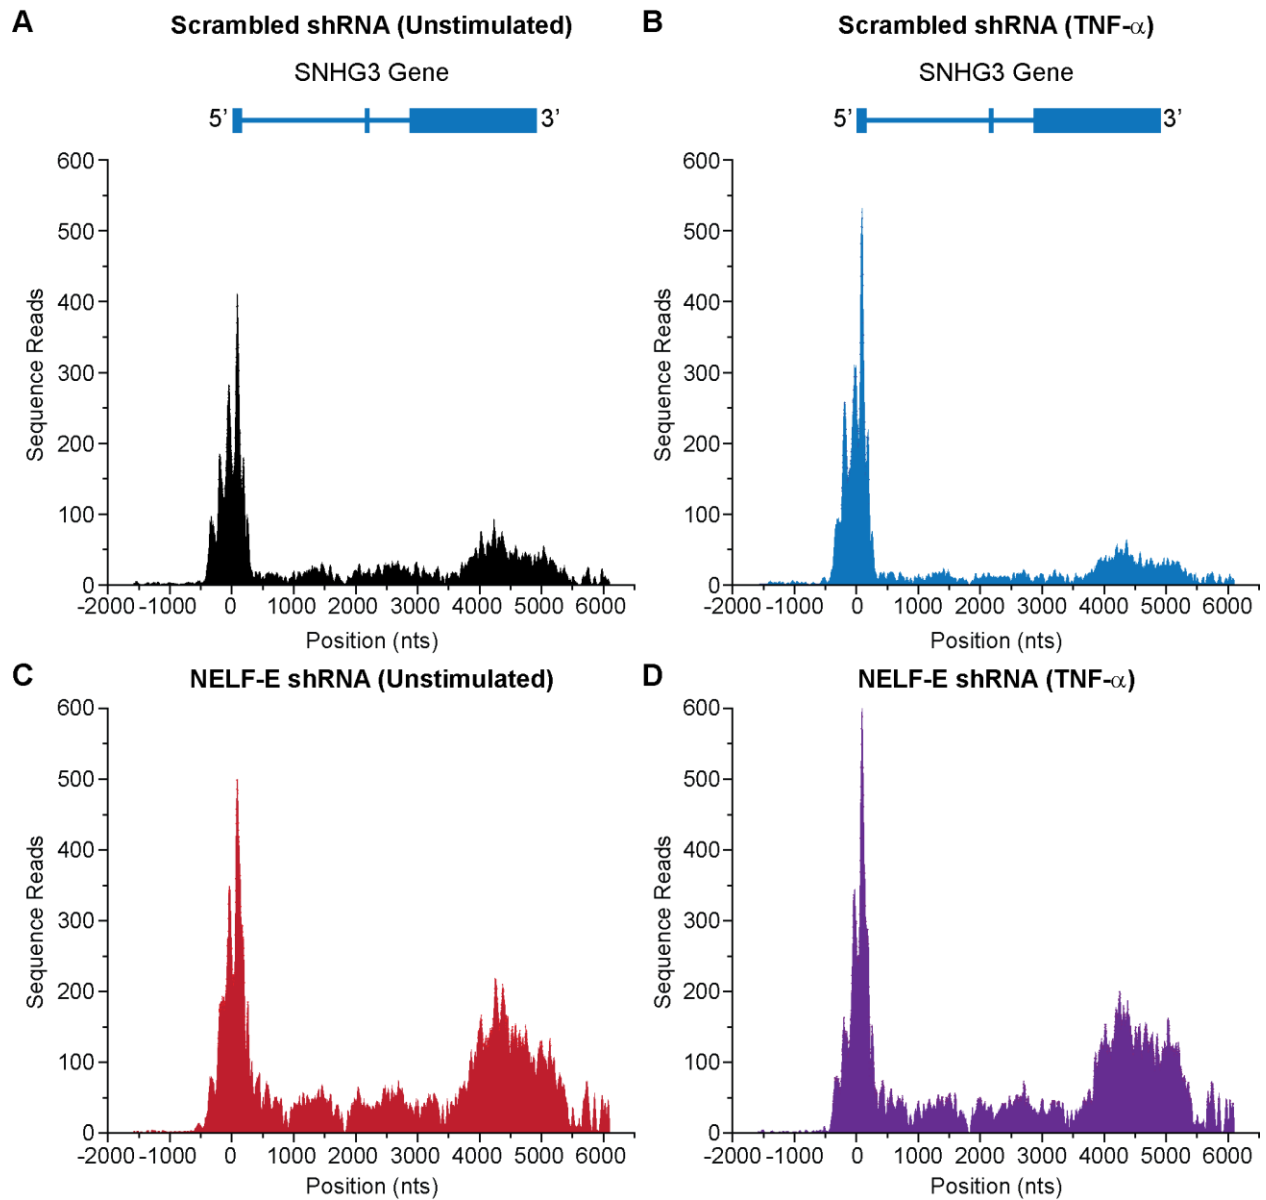 A Scrambled shRNA (Unstimulated)
SNHG3 Gene
5’ 3’
600
500
400
300
200
100
0
Sequence Reads
-2000 -1000 0 1000 2000 3000 4000 5000 6000
Position (nts)
B Scrambled shRNA (TNF-α)
SNHG3 Gene
5’ 3’
600
500
400
300
200
100
0
Sequence Reads
-2000 -1000 0 1000 2000 3000 4000 5000 6000
Position (nts)
C NELF-E shRNA (Unstimulated)
600
500
400
300
200
100
0
Sequence Reads
-2000 -1000 0 1000 2000 3000 4000 5000 6000
Position (nts)
D NELF-E shRNA (TNF-α)
600
500
400
300
200
100
0
Sequence Reads
-2000 -1000 0 1000 2000 3000 4000 5000 6000
Position (nts)